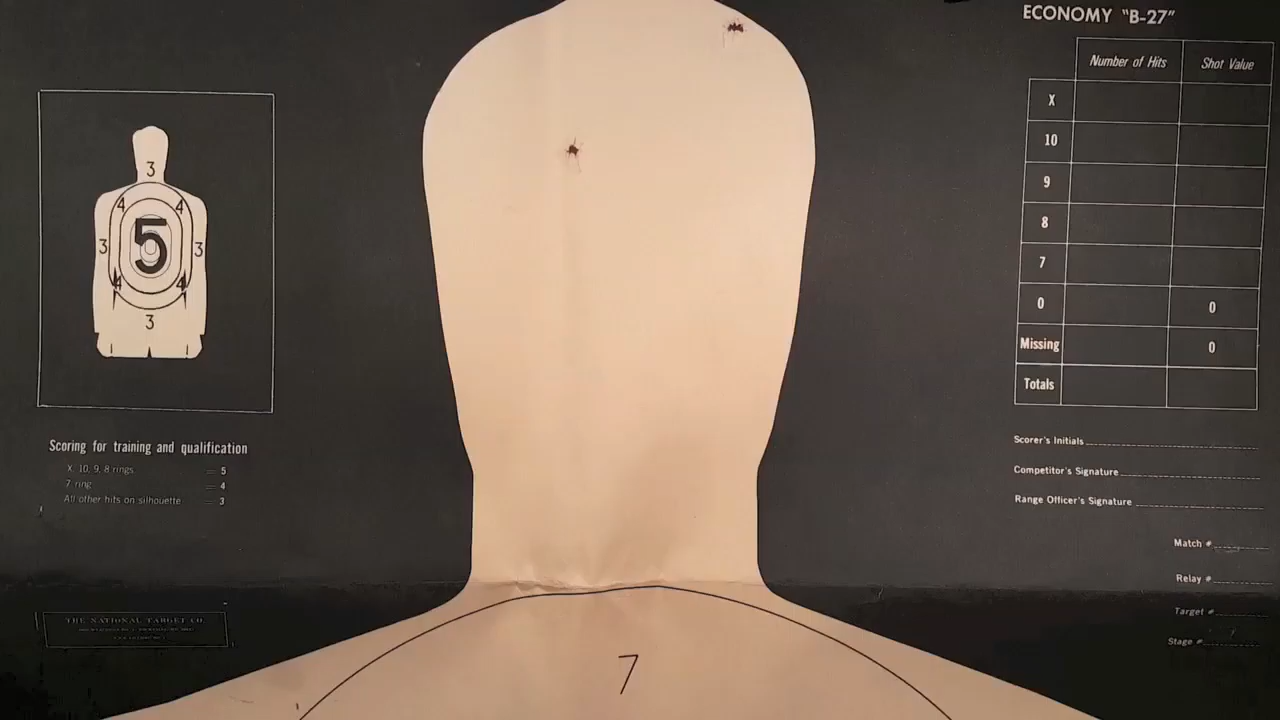 ECONOMY "B-27"
Number of Hits Shot Value
X
10
9
8
7
0 0
Missing 0
Totals
Scorer's Initials
Competitor's Signature
Range Officer's Signature
Match #
Relay #
Target #
Stage #
3
4 4
3 5 3
4 4
3
Scoring for training and qualification
X, 10, 9, 8 rings = 5
7 ring = 4
All other hits on silhouette = 3
THE NATIONAL TARGET CO.
7